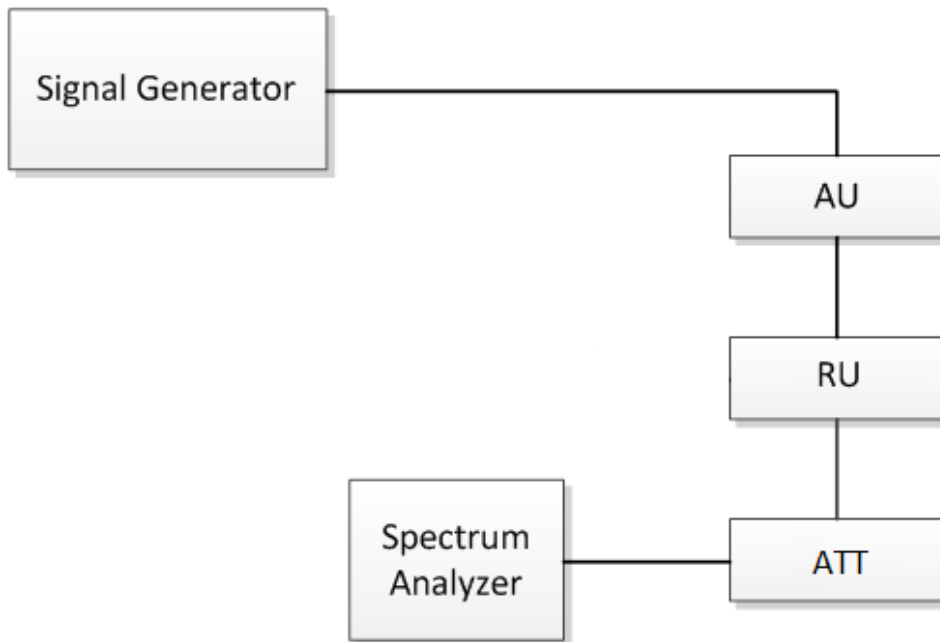 Signal Generator
AU
RU
Spectrum
Analyzer
ATT